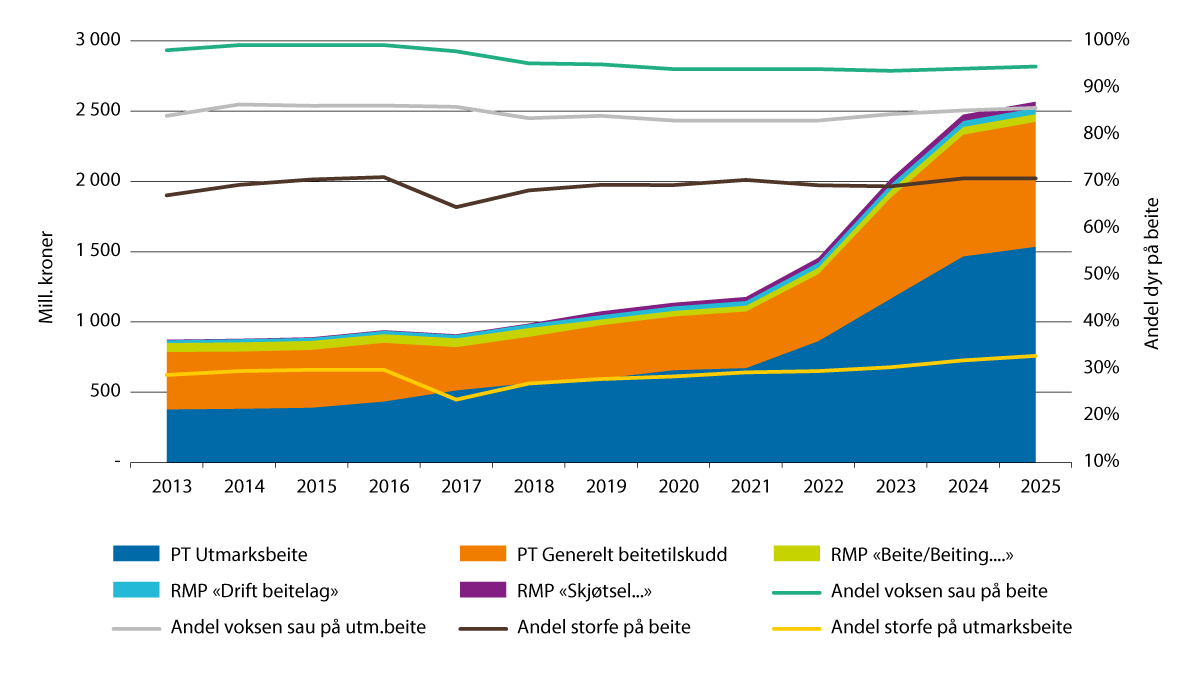 3 000
2 500
2 000
1 500
1 000
500
-
Mill. kroner
100%
90%
80%
70%
60%
50%
40%
30%
20%
10%
Andel dyr på beite
2013 2014 2015 2016 2017 2018 2019 2020 2021 2022 2023 2024 2025
PT Utmarksbeite PT Generelt beitetilskudd RMP «Beite/Beiting....»
RMP «Drift beitelag» RMP «Skjøtsel...» Andel voksen sau på beite
Andel voksen sau på utm.beite Andel storfe på beite Andel storfe på utmarksbeite